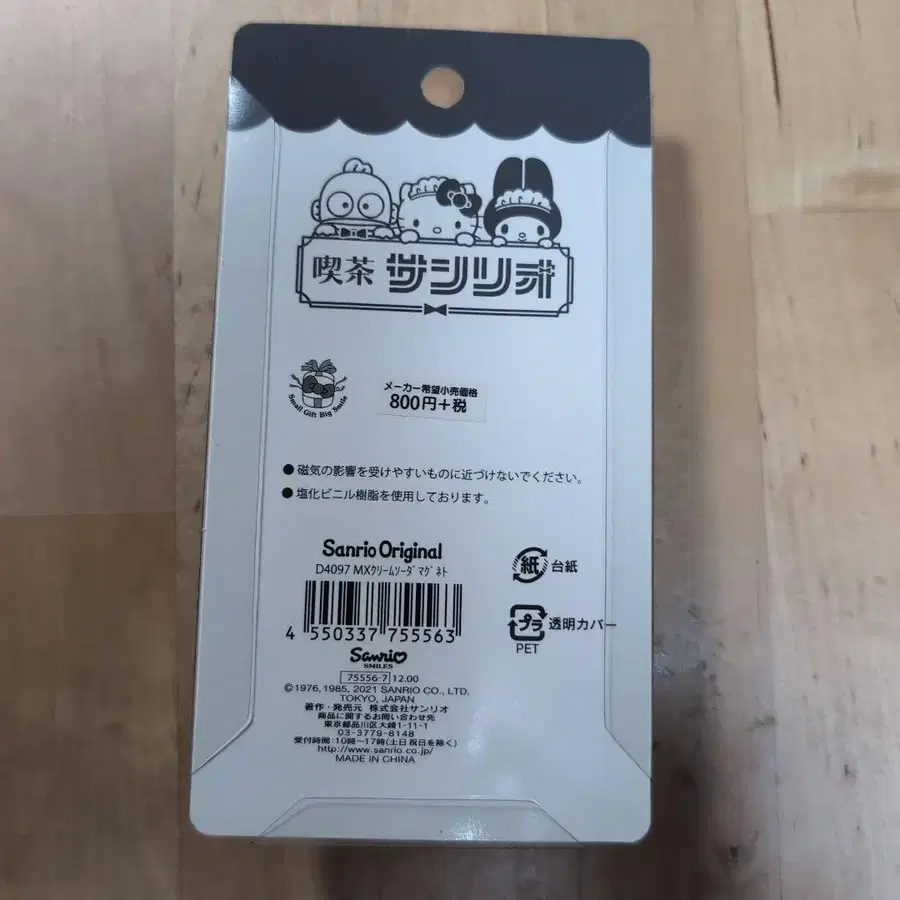 喫茶 サンリオ
Small Gift Big Smile
メーカー希望小売価格
800円+税
●磁気の影響を受けやすいものに近づけないでください。
●塩化ビニル樹脂を使用しております。
Sanrio Original
D4097 MXクリームソーダマグネト
4 550337 755563
紙 台紙
プラ 透明カバー
PET
Sanrio
SMILES
75556-7 12.00
©1976, 1985, 2021 SANRIO CO., LTD.
TOKYO, JAPAN
著作・発売元 株式会社サンリオ
商品に関するお問い合わせ先
東京都品川区大崎1-11-1
03-3779-8148
受付時間:10時〜17時(土日祝日を除く)
http://www.sanrio.co.jp/
MADE IN CHINA